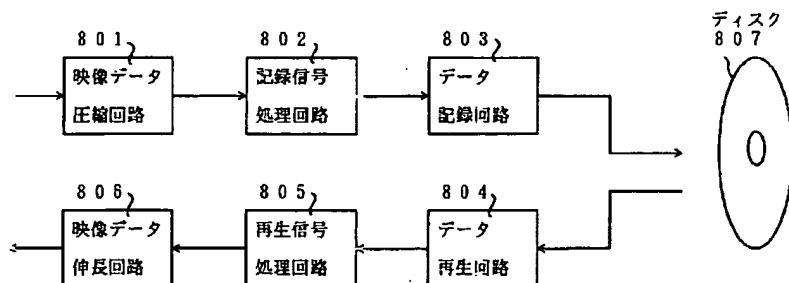 801
映像データ
圧縮回路
802
記録信号
処理回路
803
データ
記録回路
ディスク
807
806
映像データ
伸長回路
805
再生信号
処理回路
804
データ
再生回路